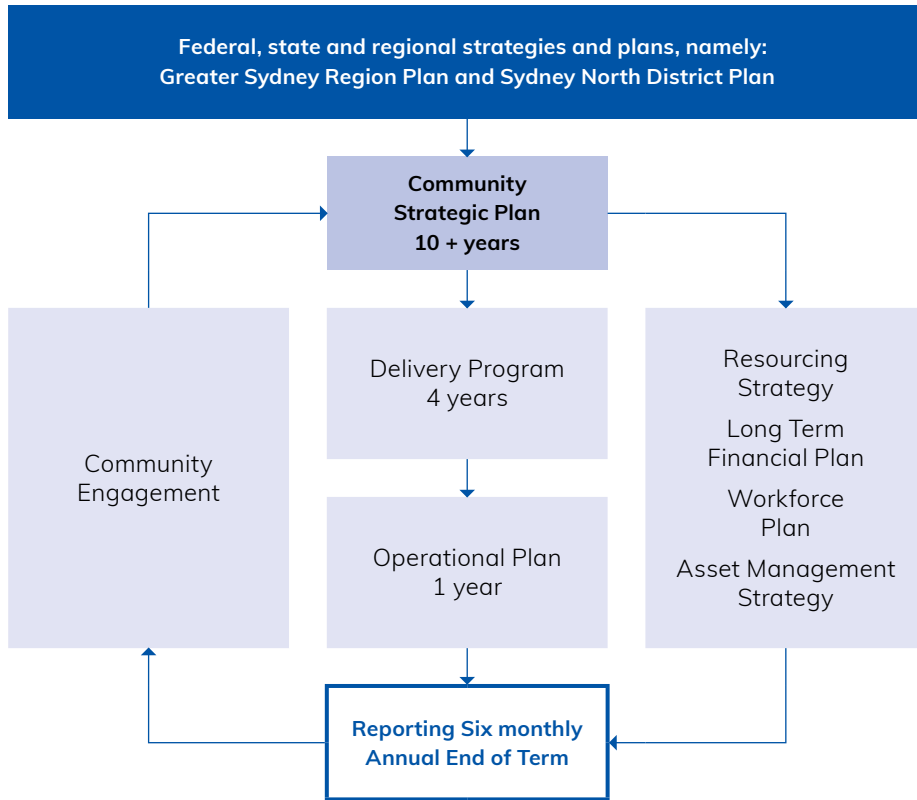 Federal, state and regional strategies and plans, namely:
Greater Sydney Region Plan and Sydney North District Plan
Community
Strategic Plan
10 + years
Community
Engagement
Delivery Program
4 years
Operational Plan
1 year
Resourcing
Strategy
Long Term
Financial Plan
Workforce
Plan
Asset Management
Strategy
Reporting Six monthly
Annual End of Term